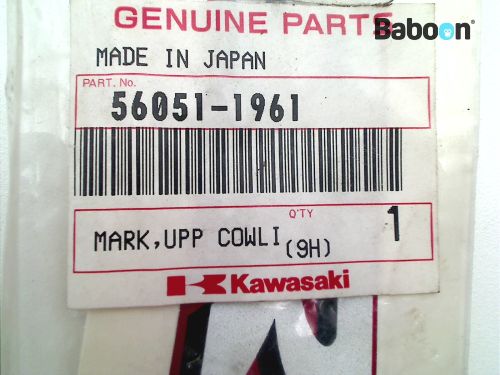 GENUINE PARTS
Baboon
MADE IN JAPAN
PART. No.
56051-1961
Q'TY
MARK,UPP COWLI (9H) 1
Kawasaki